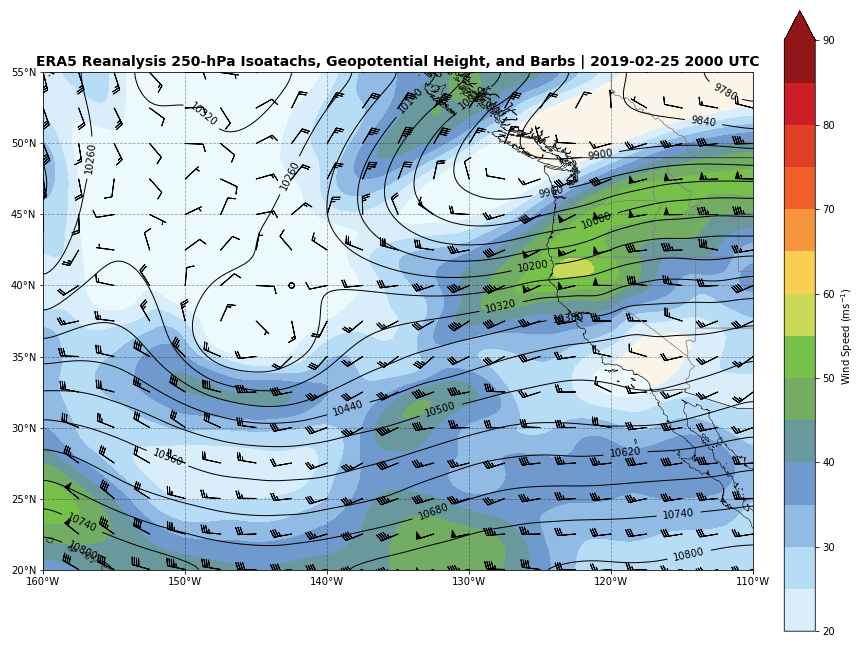 ERA5 Reanalysis 250-hPa Isoatachs, Geopotential Height, and Barbs | 2019-02-25 2000 UTC
55°N
50°N
45°N
40°N
35°N
30°N
25°N
20°N
160°W
150°W
140°W
130°W
120°W
110°W
10320
10260
10260
10140
9780
9840
9900
9960
10080
10200
10320
10380
10440
10500
10560
10620
10680
10740
10740
10800
10800
90
80
70
60
50
40
30
20
Wind Speed (ms⁻¹)